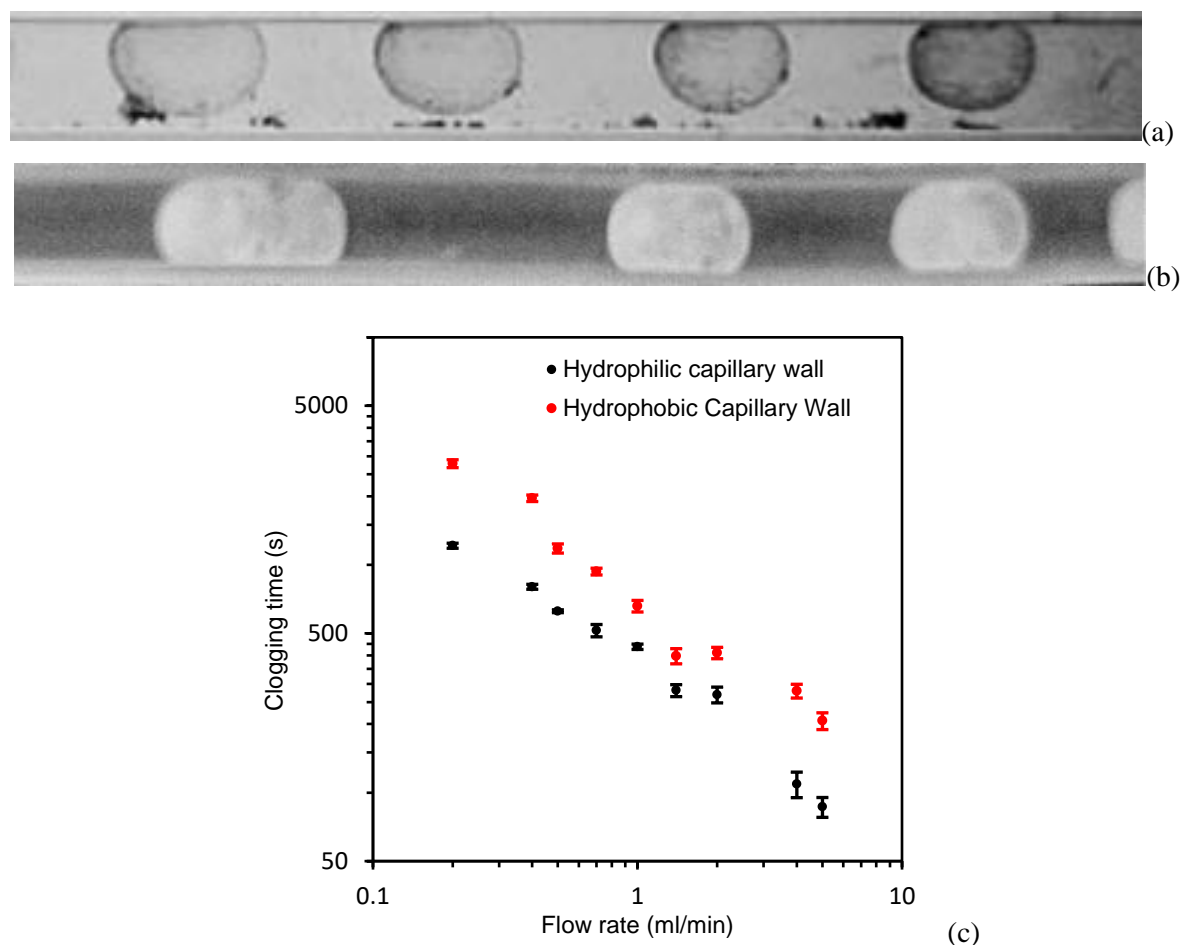 (a)
(b)
Hydrophilic capillary wall
Hydrophobic Capillary Wall
5000
500
50
Clogging time (s)
0.1
1
10
Flow rate (ml/min)
(c)